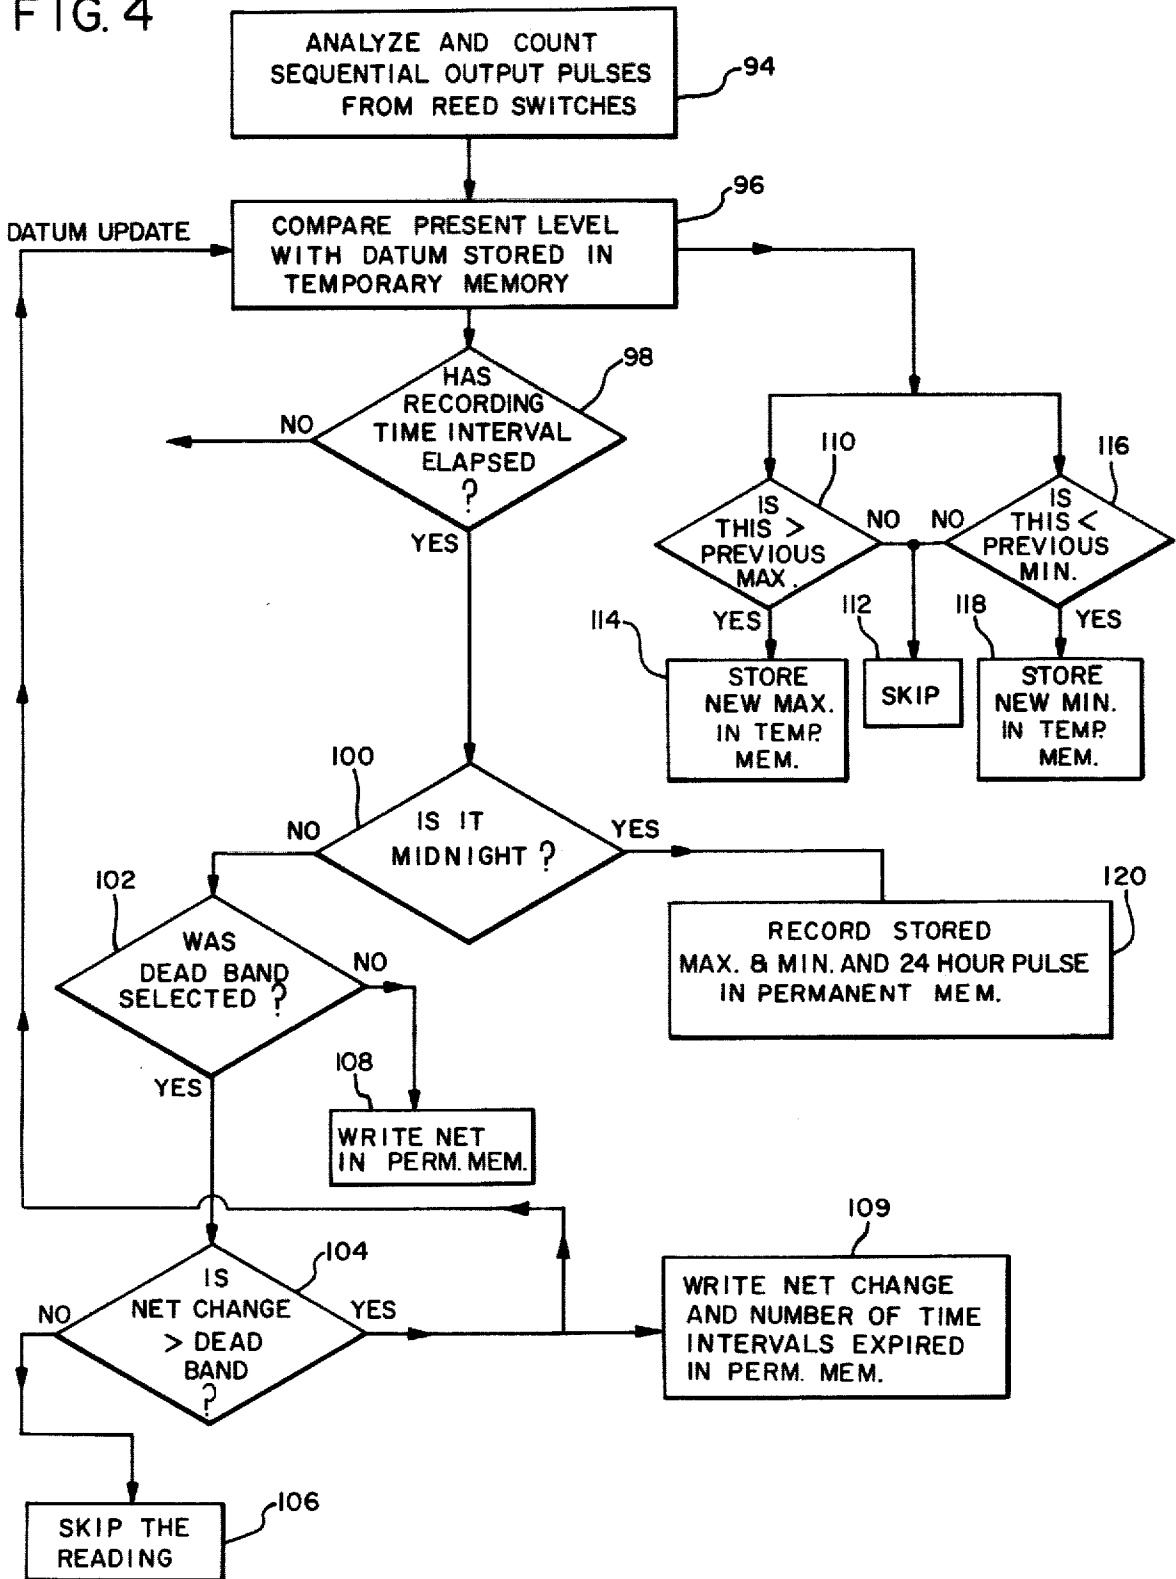 FIG. 4
ANALYZE AND COUNT
SEQUENTIAL OUTPUT PULSES
FROM REED SWITCHES
94
DATUM UPDATE
COMPARE PRESENT LEVEL
WITH DATUM STORED IN
TEMPORARY MEMORY
96
HAS
RECORDING
TIME INTERVAL
ELAPSED
?
98
NO
YES
IS
THIS >
PREVIOUS
MAX.
110
NO
YES
IS
THIS <
PREVIOUS
MIN.
116
NO
YES
114
STORE
NEW MAX.
IN TEMP.
MEM.
112
SKIP
118
STORE
NEW MIN.
IN TEMP.
MEM.
100
IS IT
MIDNIGHT ?
NO
YES
120
RECORD STORED
MAX. & MIN. AND 24 HOUR PULSE
IN PERMANENT MEM.
102
WAS
DEAD BAND
SELECTED ?
NO
YES
108
WRITE NET
IN PERM. MEM.
104
IS
NET CHANGE
> DEAD
BAND
?
NO
YES
109
WRITE NET CHANGE
AND NUMBER OF TIME
INTERVALS EXPIRED
IN PERM. MEM.
106
SKIP THE
READING